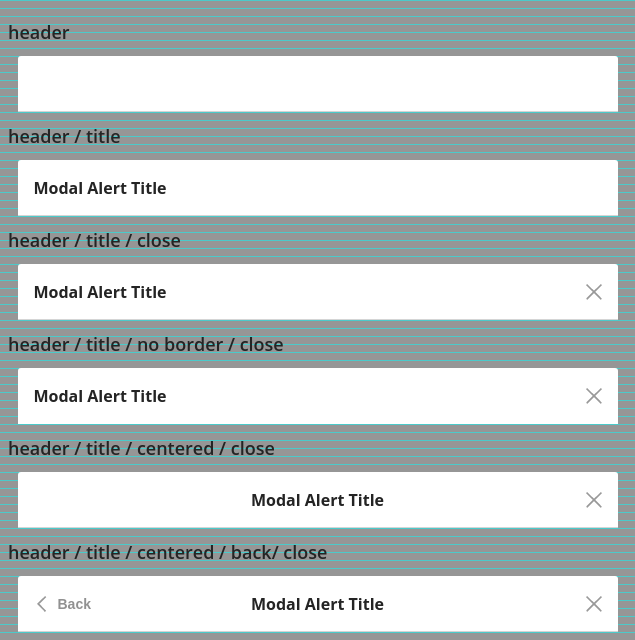 header
header / title
Modal Alert Title
header / title / close
Modal Alert Title
header / title / no border / close
Modal Alert Title
header / title / centered / close
Modal Alert Title
header / title / centered / back/ close
Back Modal Alert Title